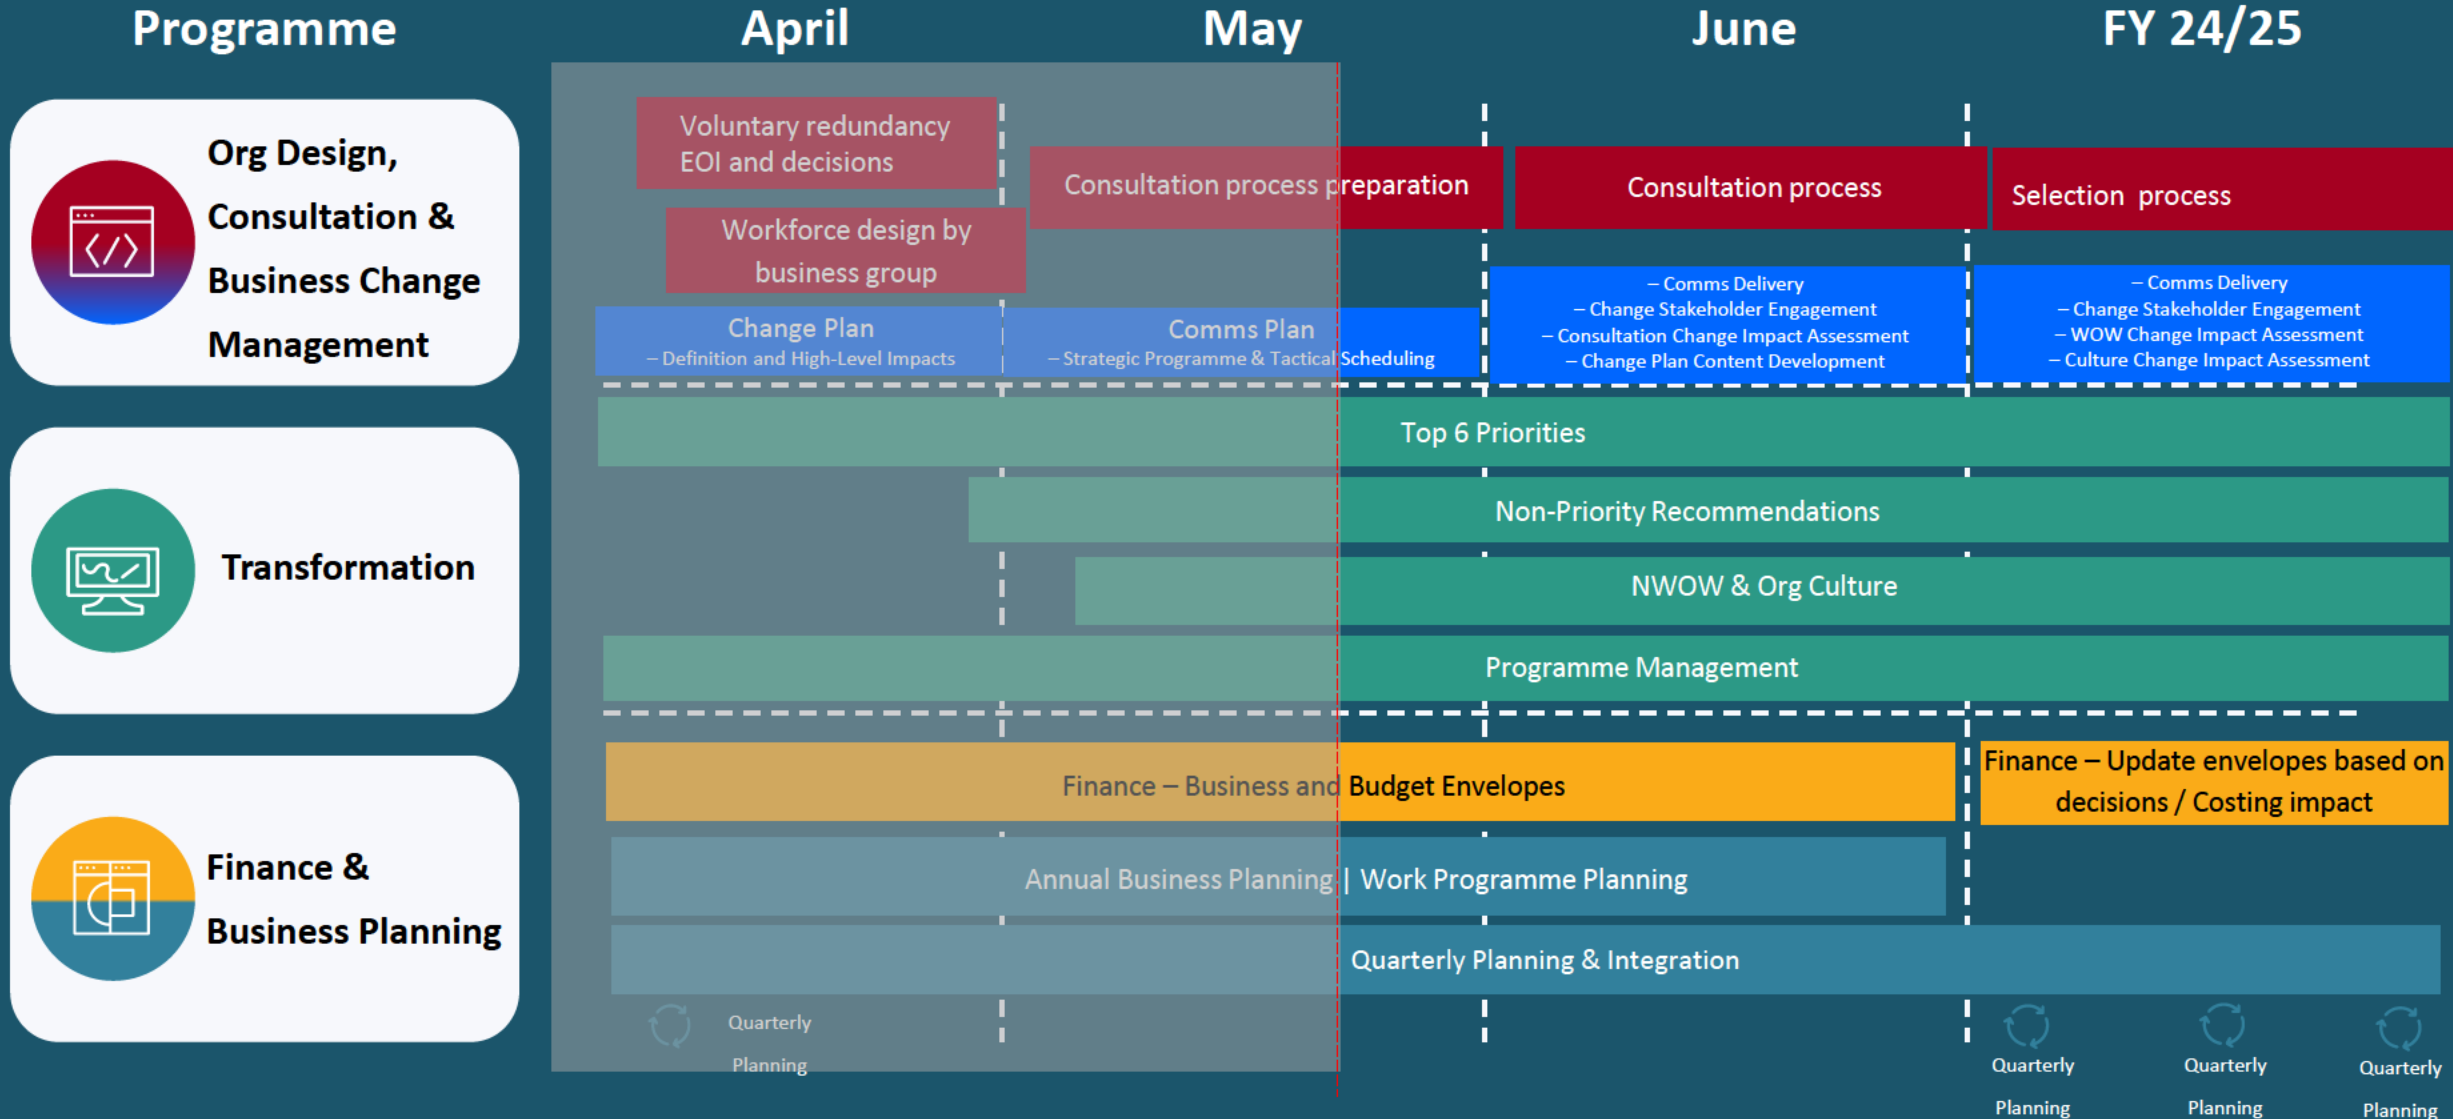 Programme
April
May
June
FY 24/25
Org Design,
Consultation &
Business Change
Management
Voluntary redundancy
EOI and decisions
Workforce design by
business group
Consultation process preparation
Consultation process
Selection process
Change Plan
– Definition and High-Level Impacts
Comms Plan
– Strategic Programme & Tactical Scheduling
– Comms Delivery
– Change Stakeholder Engagement
– Consultation Change Impact Assessment
– Change Plan Content Development
– Comms Delivery
– Change Stakeholder Engagement
– WOW Change Impact Assessment
– Culture Change Impact Assessment
Transformation
Top 6 Priorities
Non-Priority Recommendations
NWOW & Org Culture
Programme Management
Finance &
Business Planning
Finance – Business and Budget Envelopes
Finance – Update envelopes based on
decisions / Costing impact
Annual Business Planning | Work Programme Planning
Quarterly Planning & Integration
Quarterly
Planning
Quarterly
Planning
Quarterly
Planning
Quarterly
Planning